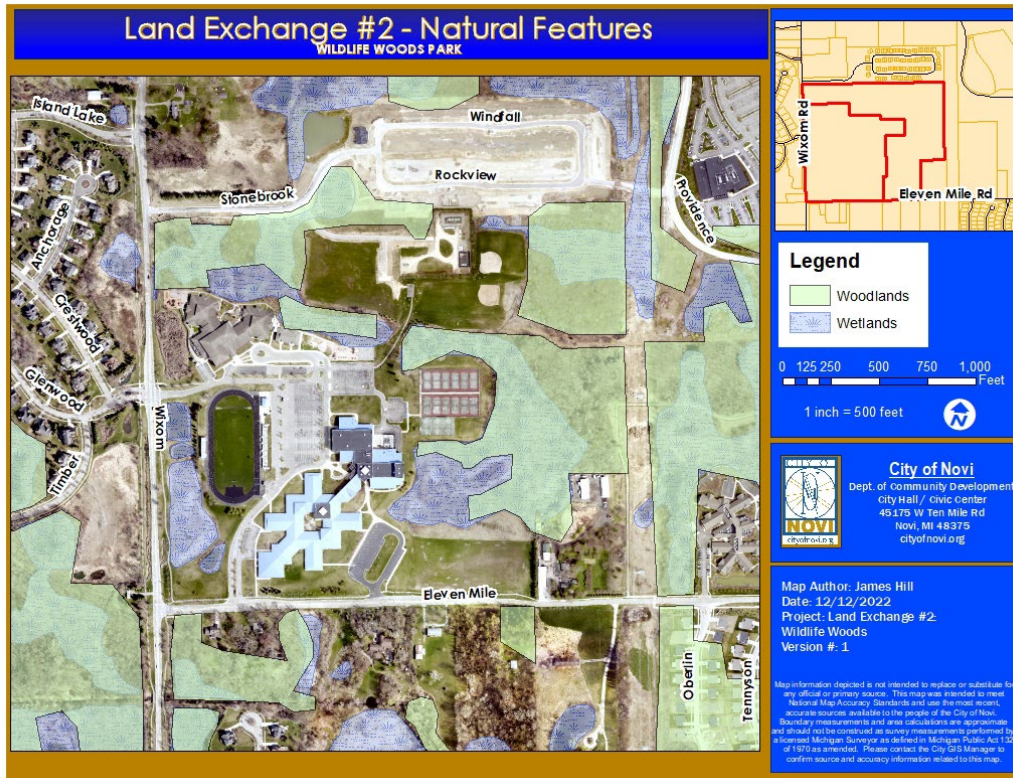 Land Exchange #2 - Natural Features
WILDLIFE WOODS PARK
Island Lake
Anchorage
Crestwood
Glenwood
Timber
Wixom
Stonebrook
Windfall
Rockview
Providence
Eleven Mile
Oberlin
Tennyson
Wixom Rd
Eleven Mile Rd
Legend
Woodlands
Wetlands
0 125 250 500 750 1,000
Feet
1 inch = 500 feet
N
CITY OF
NOVI
cityofnovi.org
City of Novi
Dept. of Community Development
City Hall / Civic Center
45175 W Ten Mile Rd
Novi, MI 48375
cityofnovi.org
Map Author: James Hill
Date: 12/12/2022
Project: Land Exchange #2:
Wildlife Woods
Version #: 1
Map information depicted is not intended to replace or substitute for
any official or primary source. This map was intended to meet
National Map Accuracy Standards and use the most recent,
accurate sources available to the people of the City of Novi.
Boundary measurements and area calculations are approximate
and should not be construed as survey measurements performed by
a licensed Michigan Surveyor as defined in Michigan Public Act 132
of 1970 as amended. Please contact the City GIS Manager to
confirm source and accuracy information related to this map.